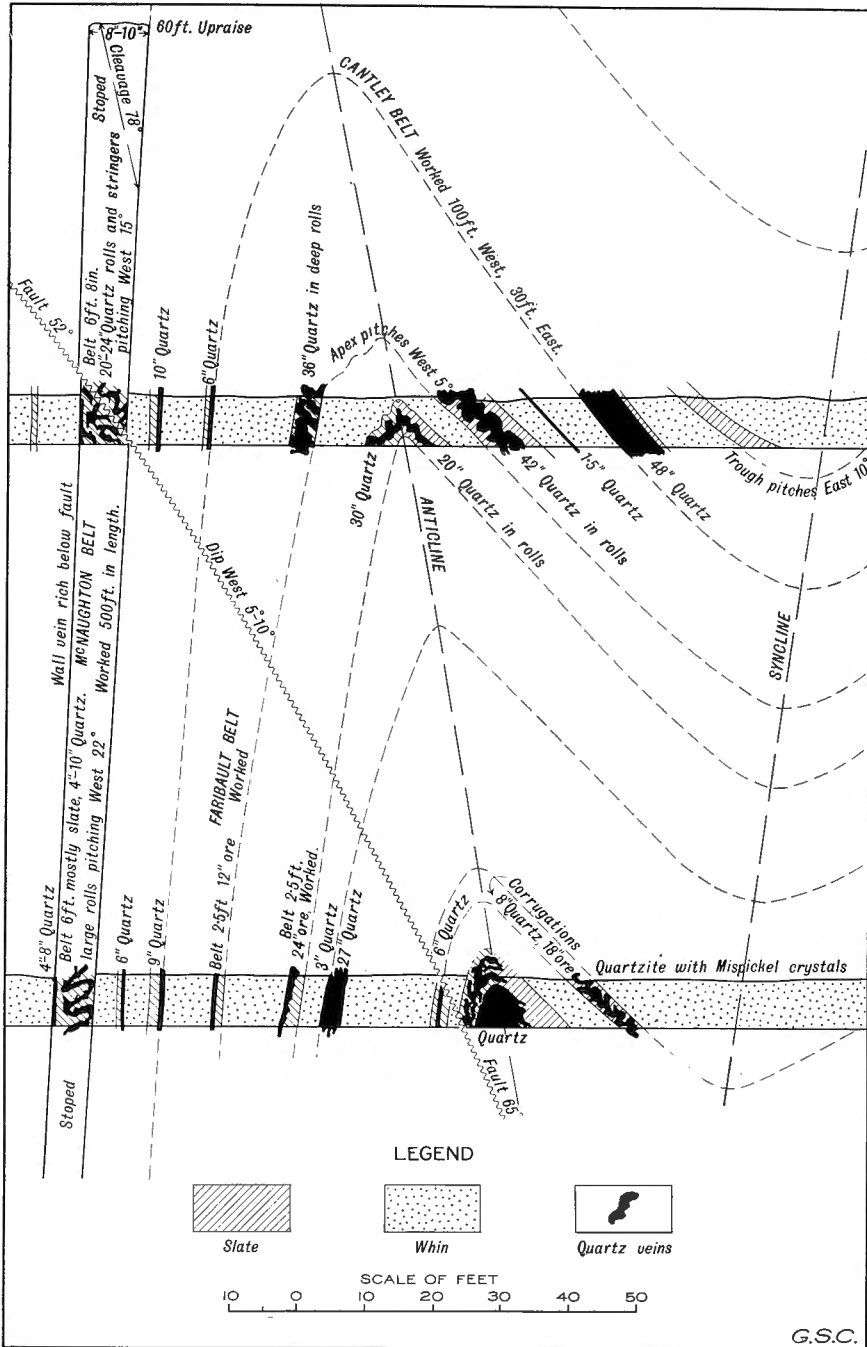 60ft. Upraise
8"-10"
Cleavage 78°
Stoped
Belt 6ft. 8in.
20"-24" Quartz rolls and stringers
pitching West 15°
Fault 52°
10" Quartz
6" Quartz
36" Quartz in deep rolls
CANTLEY BELT Worked 100ft. West, 30ft. East.
Apex pitches West 5°
30" Quartz
20" Quartz in rolls
42" Quartz in rolls
1·5" Quartz
48" Quartz
Trough pitches East 10°
ANTICLINE
SYNCLINE
Wall vein rich below fault
McNAUGHTON BELT
Worked 500ft. in length.
Dip West 5°-10°
4"-8" Quartz
Belt 6ft. mostly slate, 4"-10" Quartz.
large rolls pitching West 22°
6" Quartz
9" Quartz
FARIBAULT BELT
Belt 2·5ft 12" ore Worked
Belt 2·5ft.
24" ore, Worked.
3" Quartz
27" Quartz
6" Quartz
Corrugations
8" Quartz, 18" ore
Quartzite with Mispickel crystals
Quartz
Stoped
Fault 65°
LEGEND
Slate
Whin
Quartz veins
SCALE OF FEET
10 0 10 20 30 40 50
G.S.C.